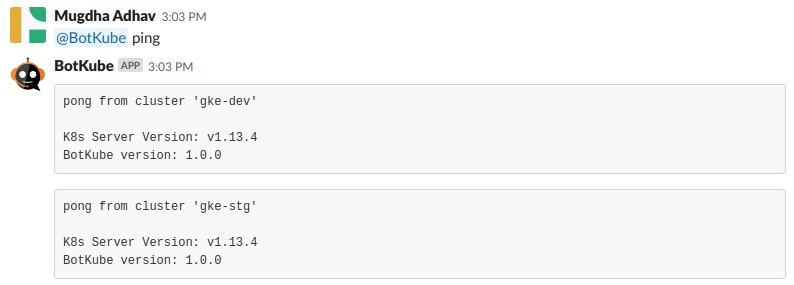 Mugdha Adhav 3:03 PM
@BotKube ping
BotKube APP 3:03 PM
pong from cluster 'gke-dev'
K8s Server Version: v1.13.4
BotKube version: 1.0.0
pong from cluster 'gke-stg'
K8s Server Version: v1.13.4
BotKube version: 1.0.0